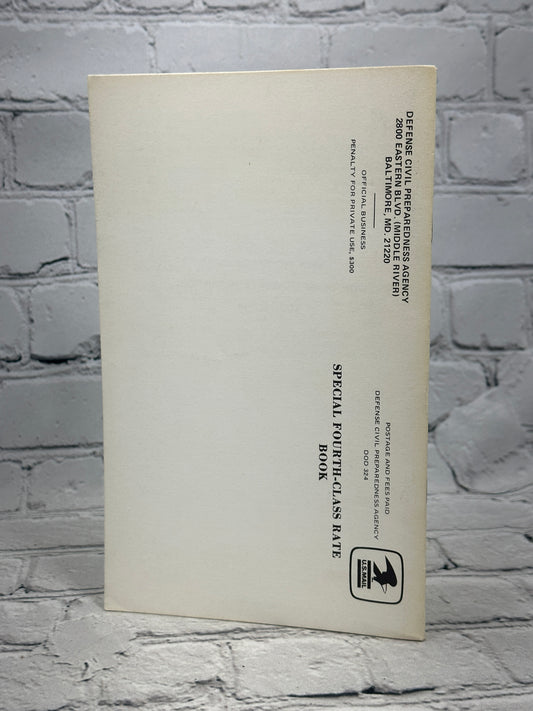 DEFENSE CIVIL PREPAREDNESS AGENCY
2800 EASTERN BLVD. (MIDDLE RIVER)
BALTIMORE, MD. 21220
OFFICIAL BUSINESS
PENALTY FOR PRIVATE USE, $300
POSTAGE AND FEES PAID
DEFENSE CIVIL PREPAREDNESS AGENCY
DOD 324
U.S.MAIL
SPECIAL FOURTH-CLASS RATE
BOOK